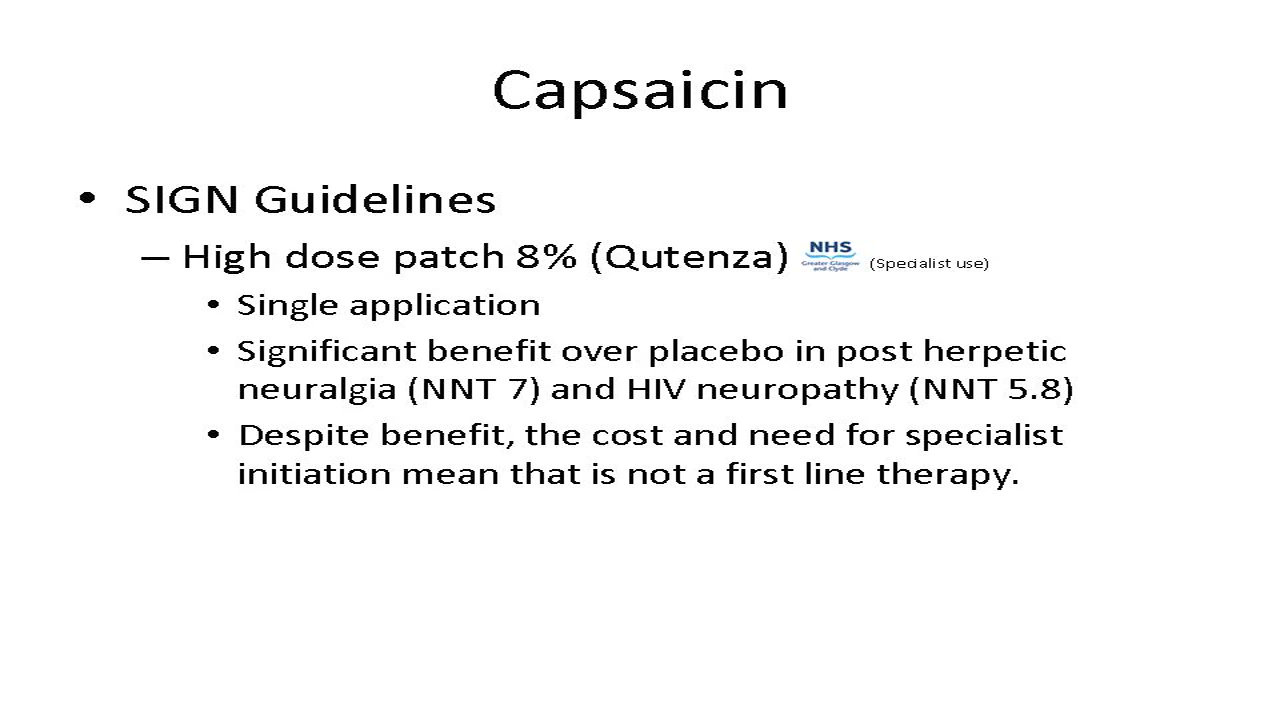 Capsaicin
• SIGN Guidelines
– High dose patch 8% (Qutenza) NHS Greater Glasgow and Clyde (Specialist use)
• Single application
• Significant benefit over placebo in post herpetic
neuralgia (NNT 7) and HIV neuropathy (NNT 5.8)
• Despite benefit, the cost and need for specialist
initiation mean that is not a first line therapy.